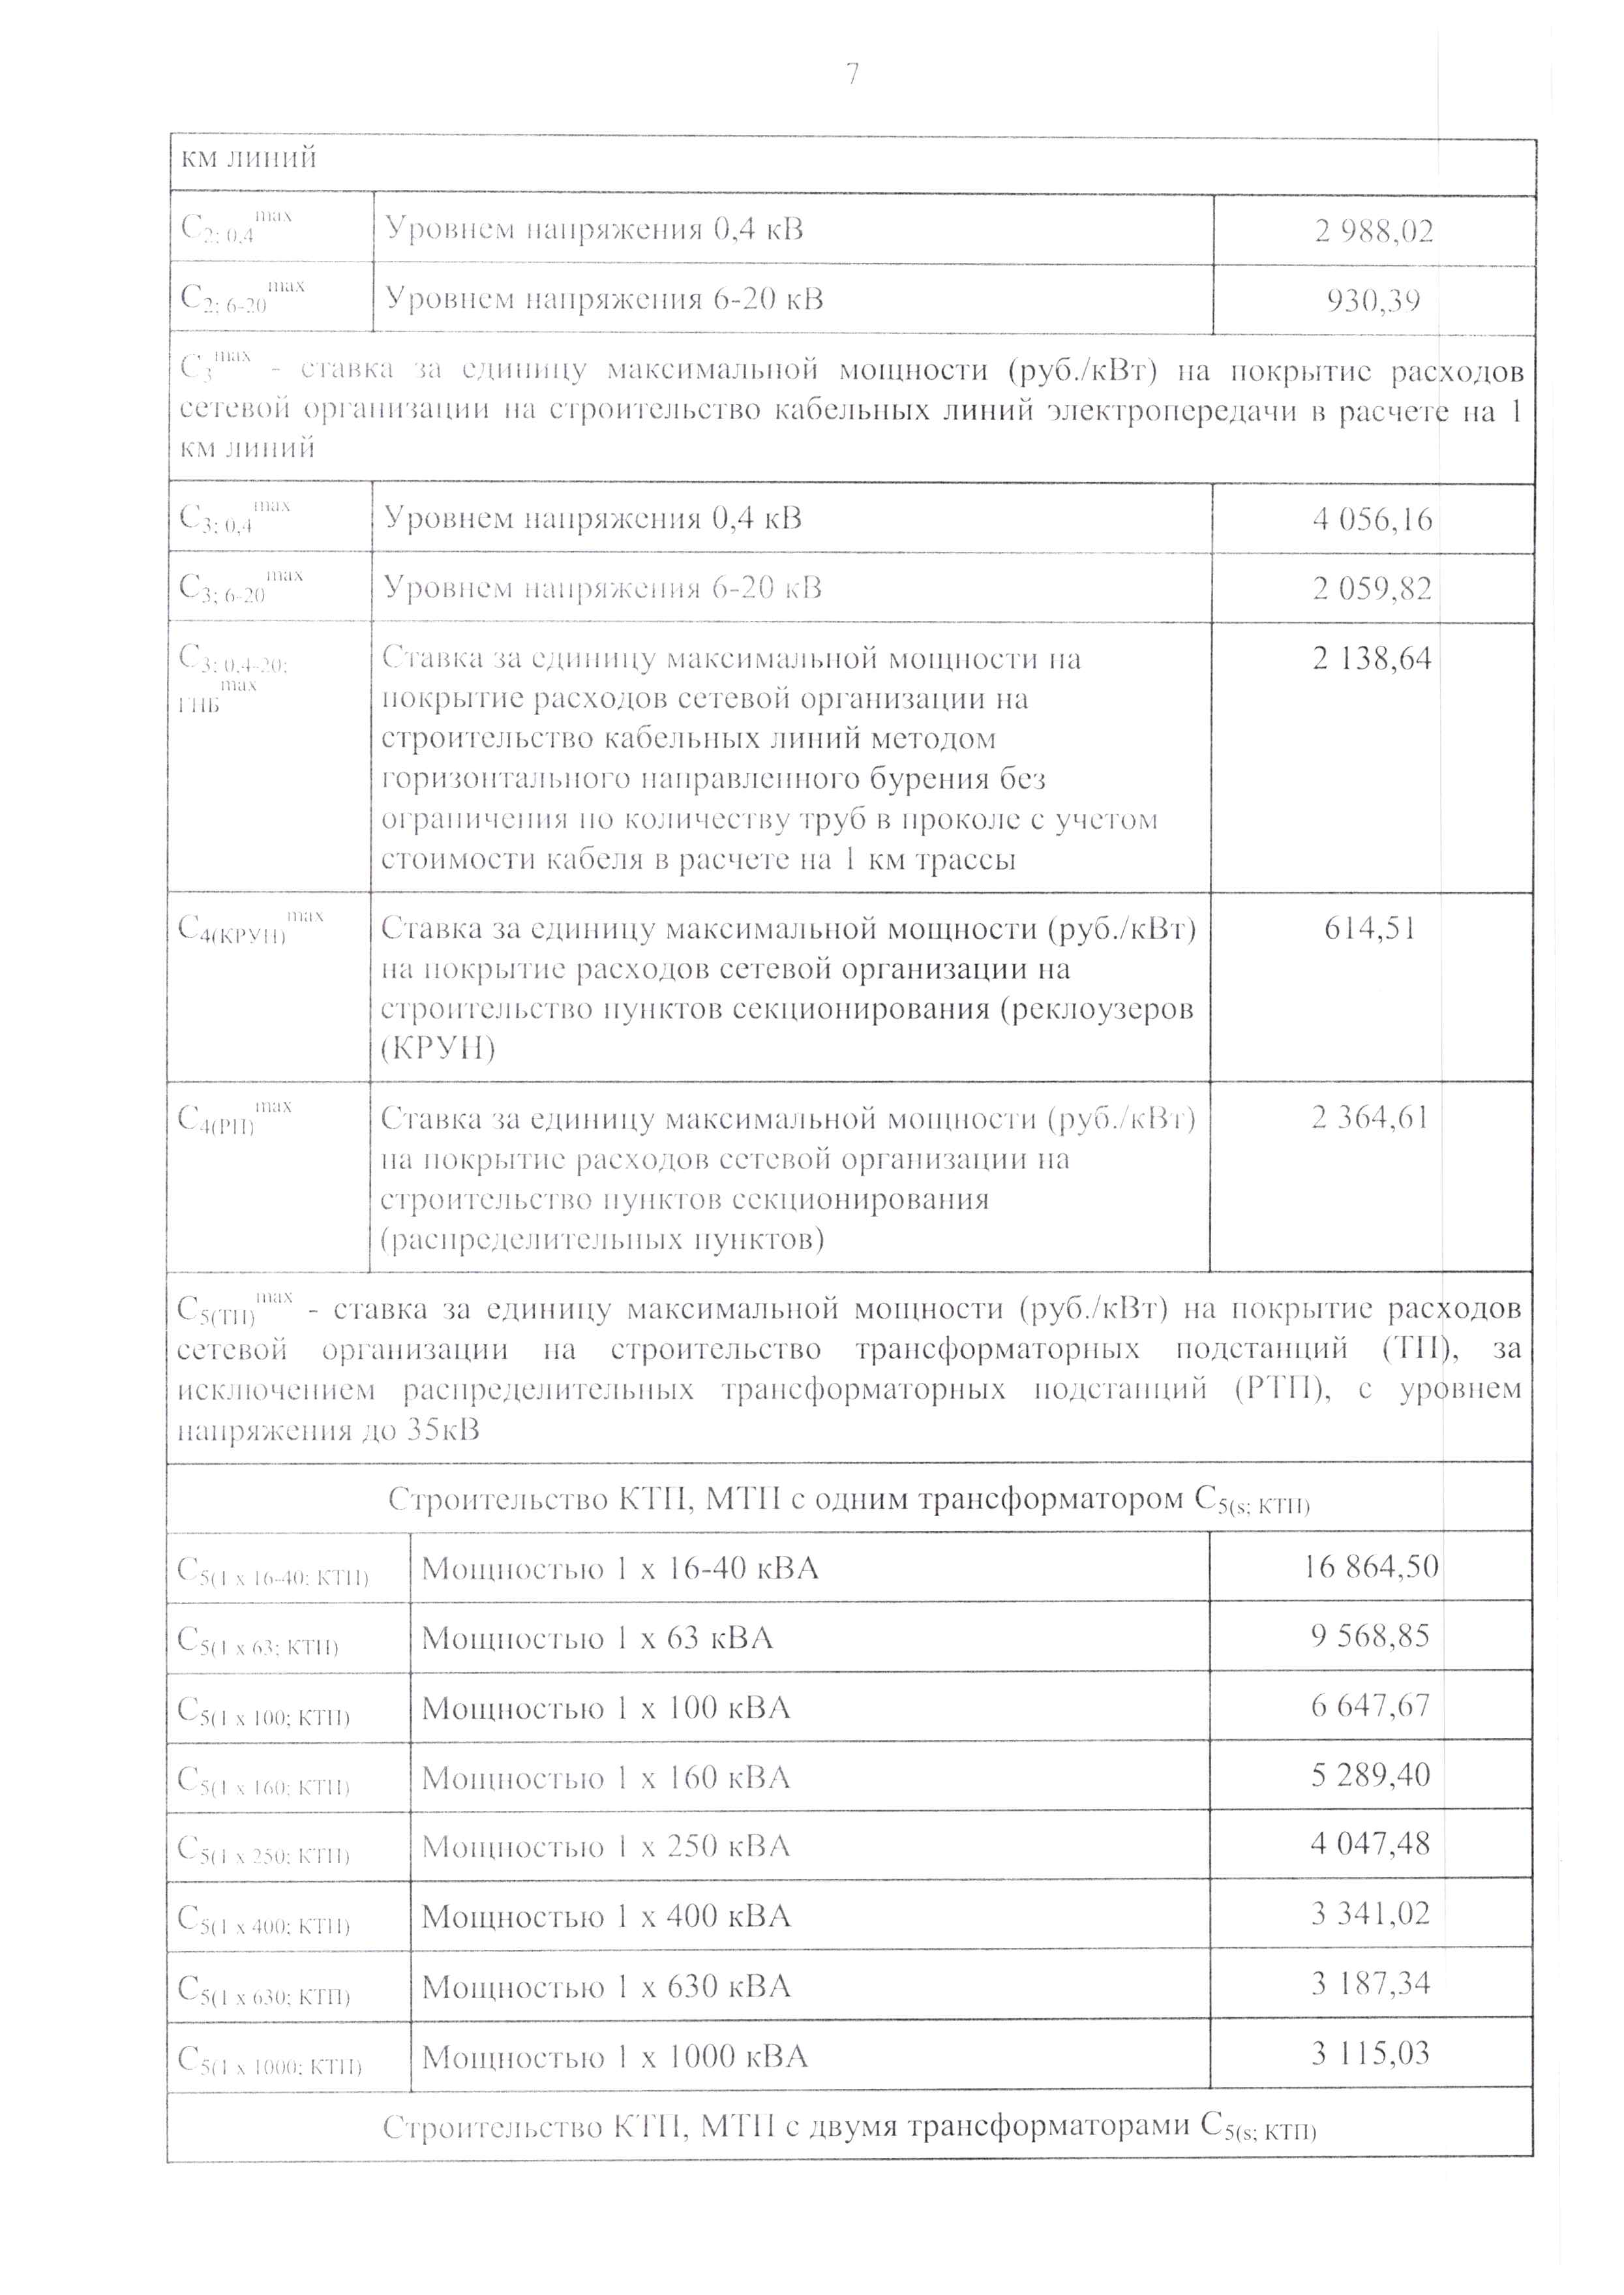 7
км линий
C2; 0,4 max Уровнем напряжения 0,4 кВ 2 988,02
C2; 6-20 max Уровнем напряжения 6-20 кВ 930,39
C3 max - ставка за единицу максимальной мощности (руб./кВт) на покрытие расходов
сетевой организации на строительство кабельных линий электропередачи в расчете на 1
км линий
C3; 0,4 max Уровнем напряжения 0,4 кВ 4 056,16
C3; 6-20 max Уровнем напряжения 6-20 кВ 2 059,82
C3; 0,4-20; Ставка за единицу максимальной мощности на 2 138,64
ГНБ max покрытие расходов сетевой организации на
строительство кабельных линий методом
горизонтального направленного бурения без
ограничения по количеству труб в проколе с учетом
стоимости кабеля в расчете на 1 км трассы
C4(КРУН) max Ставка за единицу максимальной мощности (руб./кВт) 614,51
на покрытие расходов сетевой организации на
строительство пунктов секционирования (реклоузеров
(КРУН)
C4(РП) max Ставка за единицу максимальной мощности (руб./кВт) 2 364,61
на покрытие расходов сетевой организации на
строительство пунктов секционирования
(распределительных пунктов)
C5(ТП) max - ставка за единицу максимальной мощности (руб./кВт) на покрытие расходов
сетевой организации на строительство трансформаторных подстанций (ТП), за
исключением распределительных трансформаторных подстанций (РТП), с уровнем
напряжения до 35кВ
Строительство КТП, МТП с одним трансформатором C5(s; КТП)
C5(1 x 16-40; КТП) Мощностью 1 x 16-40 кВА 16 864,50
C5(1 x 63; КТП) Мощностью 1 x 63 кВА 9 568,85
C5(1 x 100; КТП) Мощностью 1 x 100 кВА 6 647,67
C5(1 x 160; КТП) Мощностью 1 x 160 кВА 5 289,40
C5(1 x 250; КТП) Мощностью 1 x 250 кВА 4 047,48
C5(1 x 400; КТП) Мощностью 1 x 400 кВА 3 341,02
C5(1 x 630; КТП) Мощностью 1 x 630 кВА 3 187,34
C5(1 x 1000; КТП) Мощностью 1 x 1000 кВА 3 115,03
Строительство КТП, МТП с двумя трансформаторами C5(s; КТП)